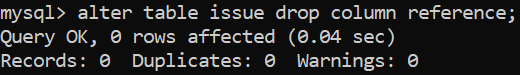 mysql> alter table issue drop column reference;
Query OK, 0 rows affected (0.04 sec)
Records: 0  Duplicates: 0  Warnings: 0